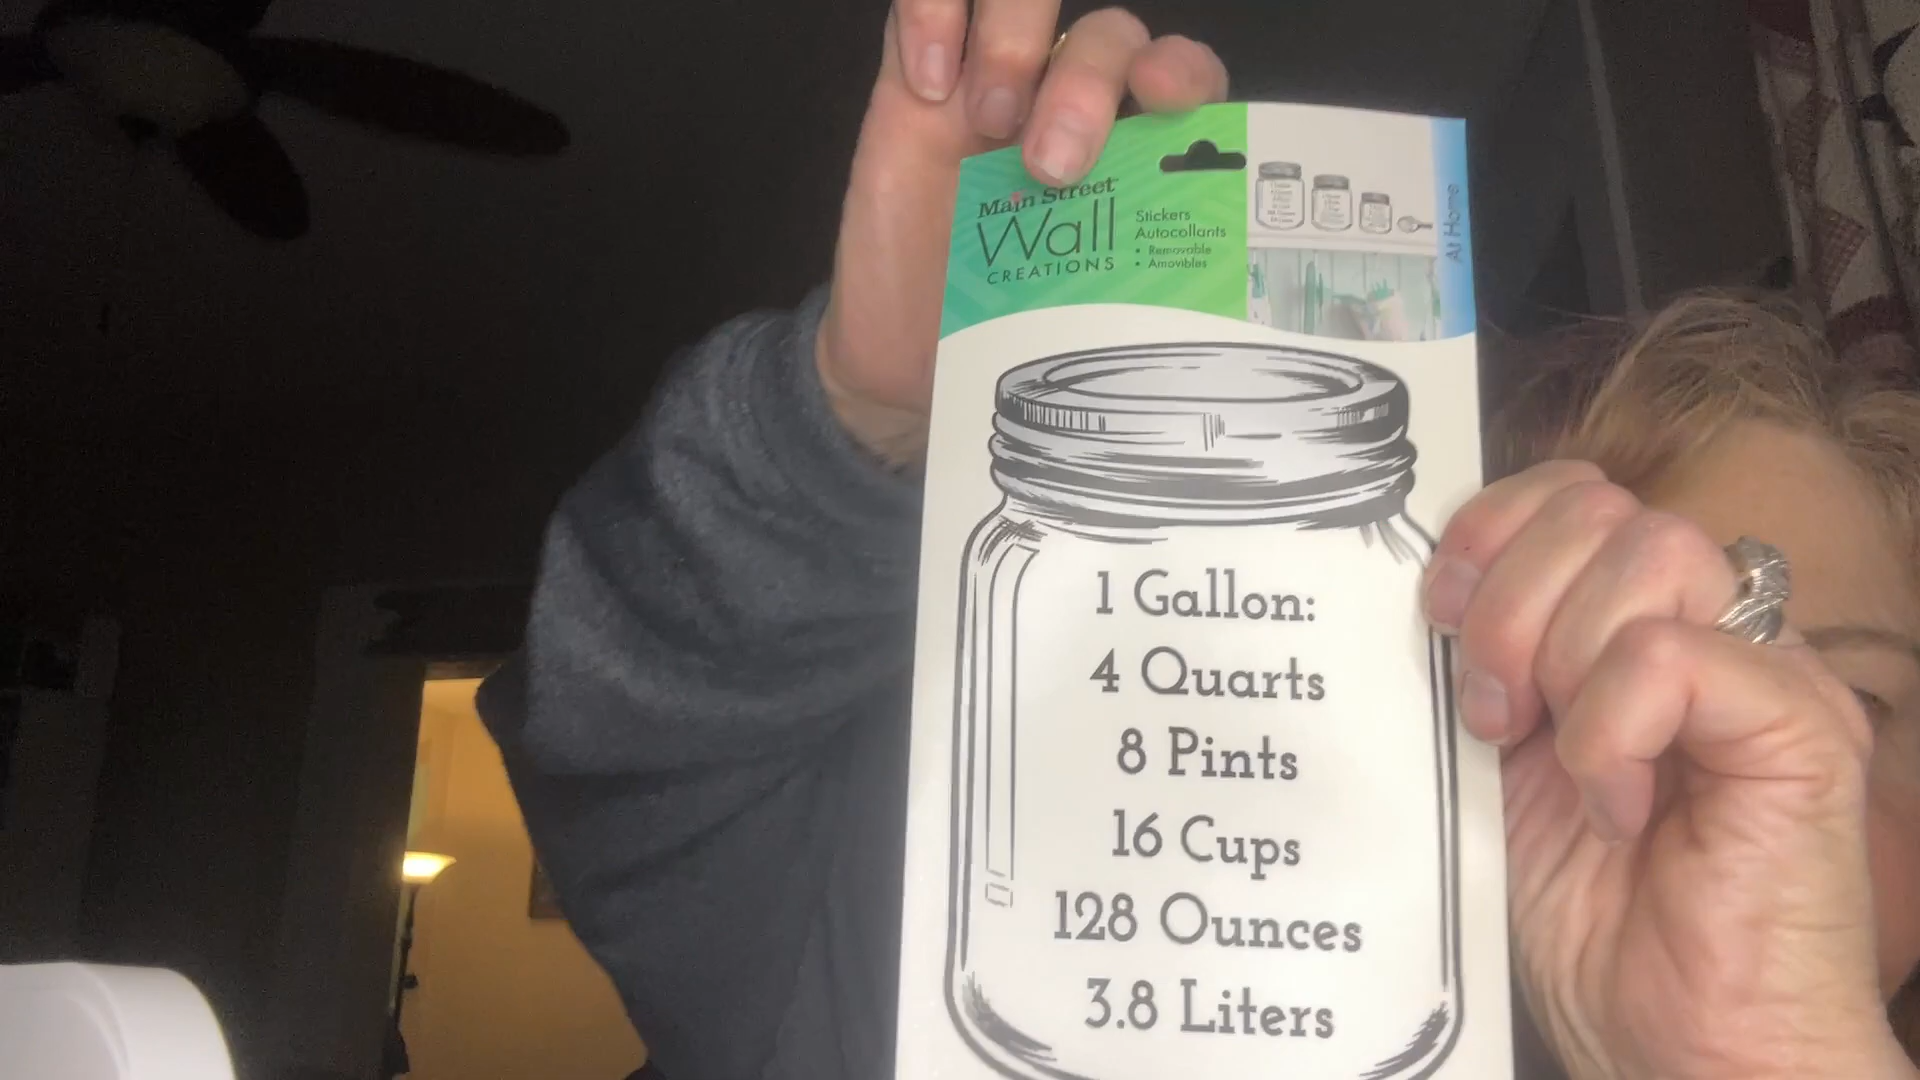 Main Street
Wall
CREATIONS
Stickers
Autocollants
• Removable
• Amovibles
At Home
1 Gallon:
4 Quarts
8 Pints
16 Cups
128 Ounces
3.8 Liters